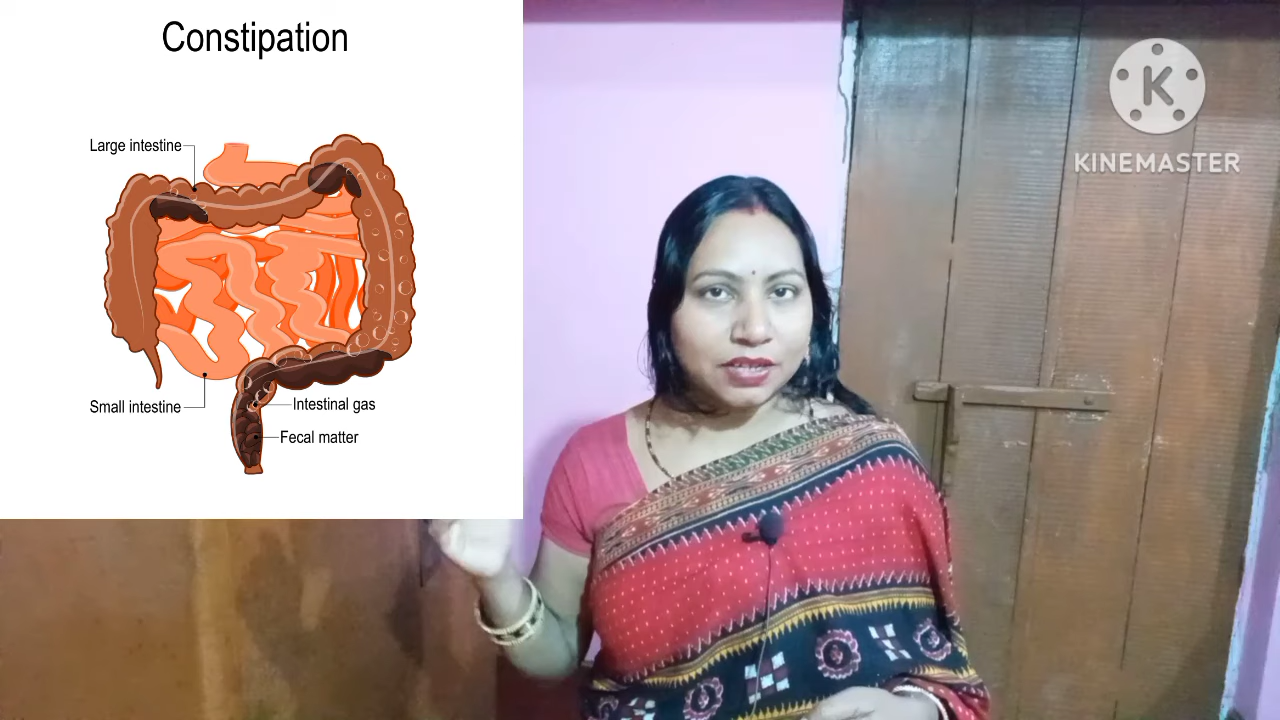 Constipation
Large intestine
Small intestine
Intestinal gas
Fecal matter
K
KINEMASTER